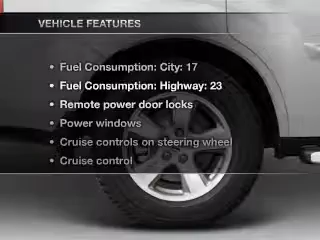 VEHICLE FEATURES
• Fuel Consumption: City: 17
• Fuel Consumption: Highway: 23
• Remote power door locks
• Power windows
• Cruise controls on steering wheel
• Cruise control